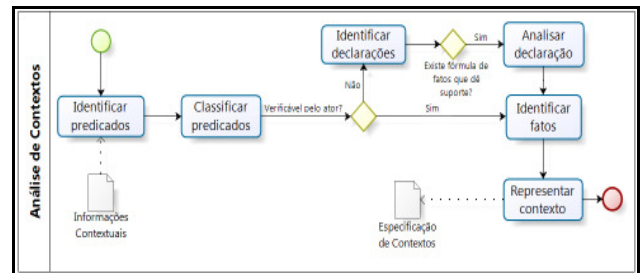 Análise de Contextos
Identificar
predicados
Classificar
predicados
Verificável pelo ator?
Não
Sim
Identificar
declarações
Existe fórmula de
fatos que dê
suporte?
Sim
Analisar
declaração
Identificar
fatos
Representar
contexto
Informações
Contextuais
Especificação
de Contextos